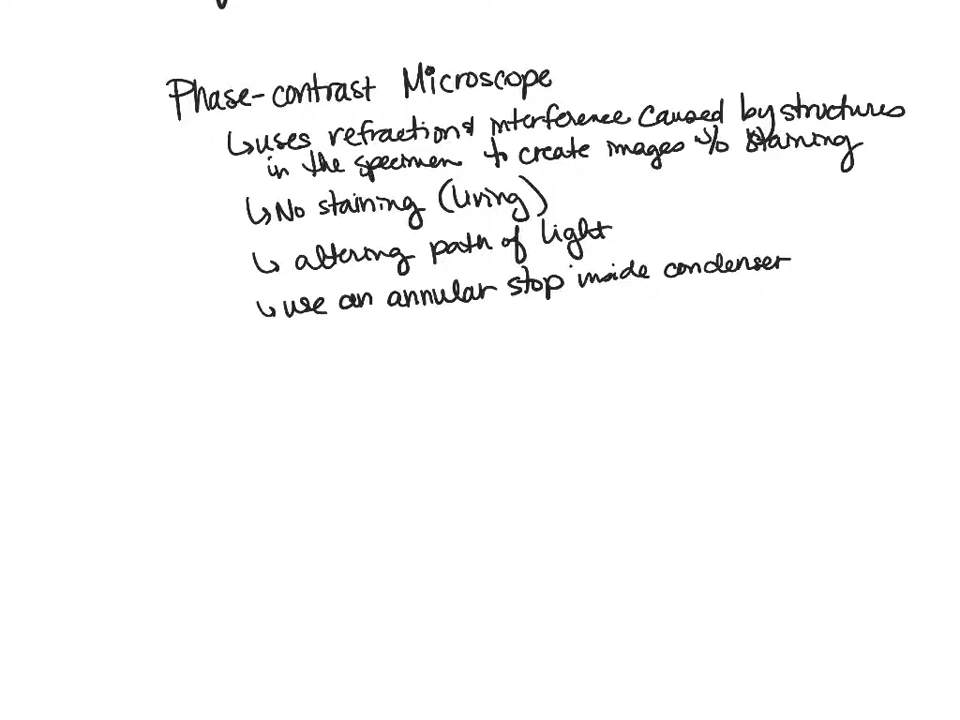 Phase-contrast Microscope
↳ uses refraction & interference caused by structures
in the specimen to create images w/o staining
↳ No staining (living)
↳ altering path of light
↳ use an annular stop inside condenser